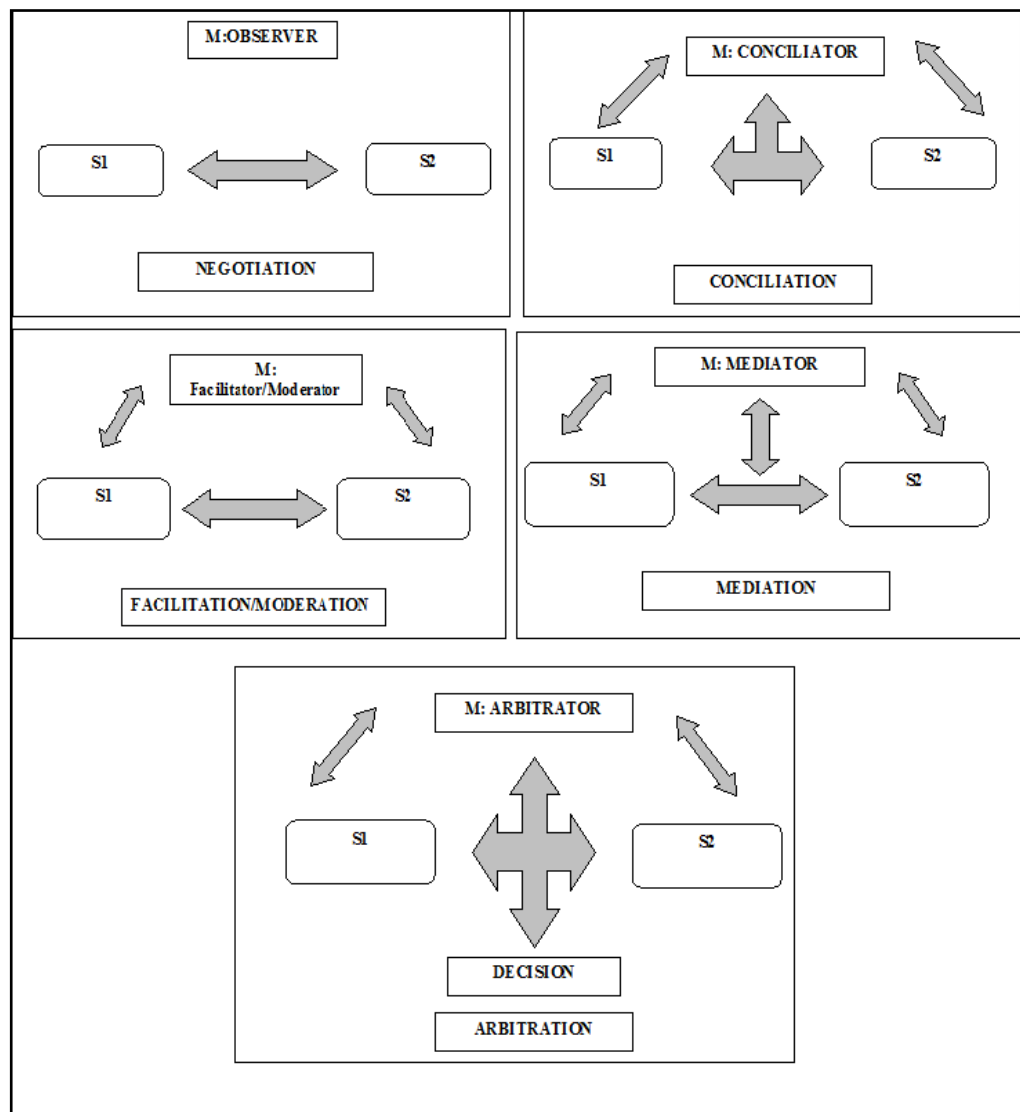 M:OBSERVER
S1
S2
NEGOTIATION
M: CONCILIATOR
S1
S2
CONCILIATION
M:
Facilitator/Moderator
S1
S2
FACILITATION/MODERATION
M: MEDIATOR
S1
S2
MEDIATION
M: ARBITRATOR
S1
S2
DECISION
ARBITRATION